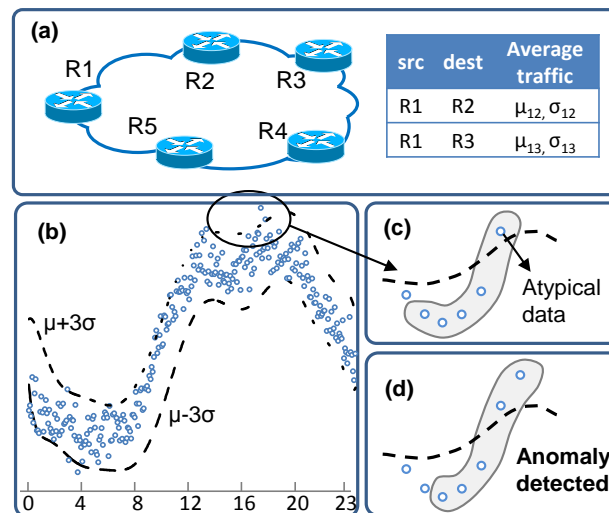 (a)
R1
R2
R3
R5
R4
src dest Average traffic
R1 R2 μ12, σ12
R1 R3 μ13, σ13
(b)
μ+3σ
μ-3σ
0 4 8 12 16 20 23
(c)
Atypical
data
(d)
Anomaly
detected